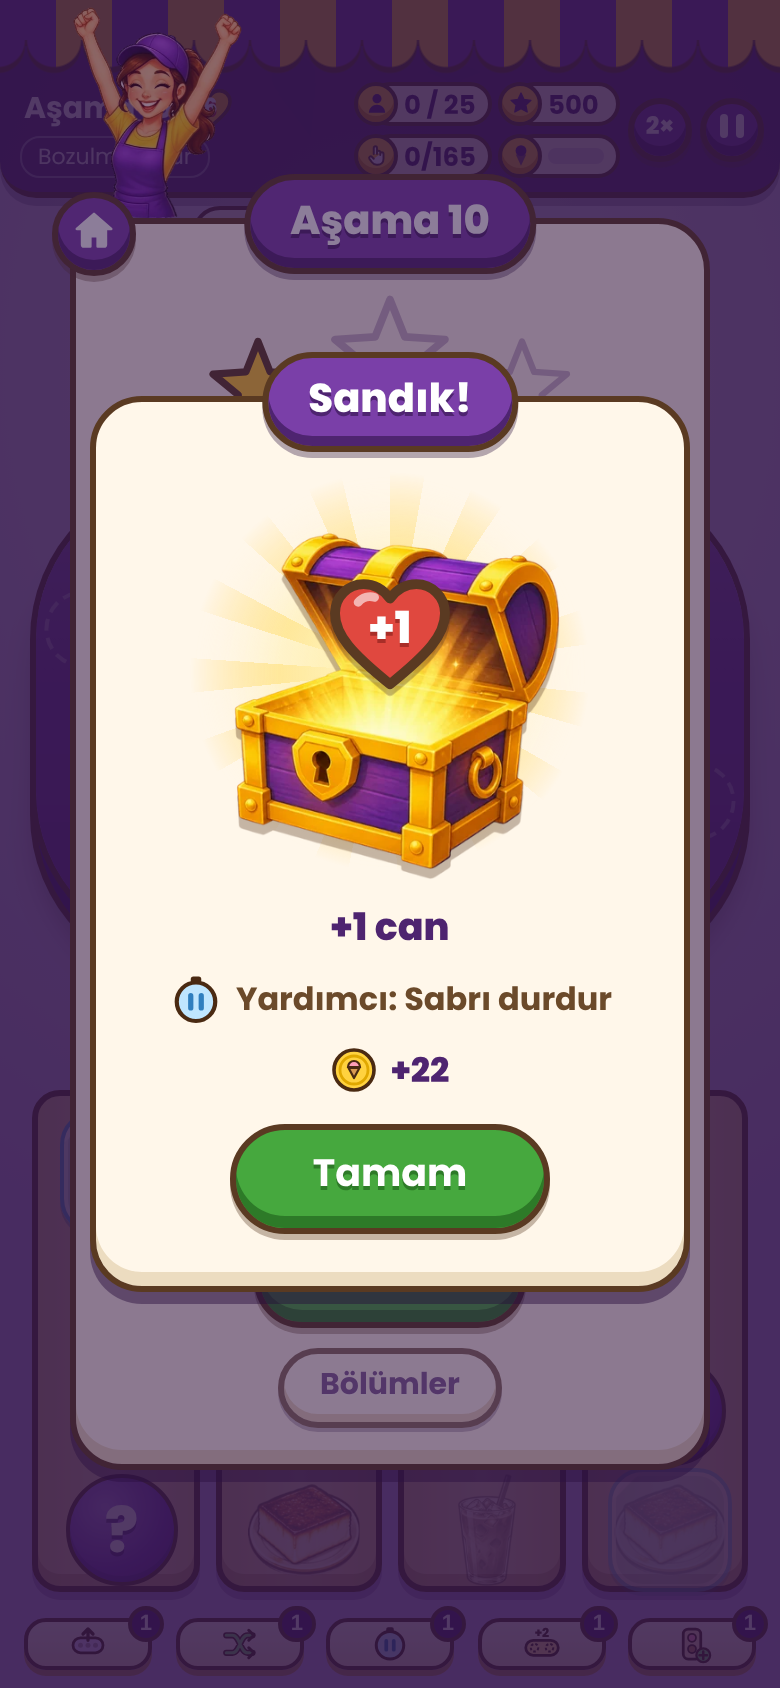 0 / 25
500
2×
0/165
Aşama 10
Sandık!
+1
+1 can
Yardımcı: Sabrı durdur
+22
Tamam
Bölümler
?
1
1
1
+2
1
1